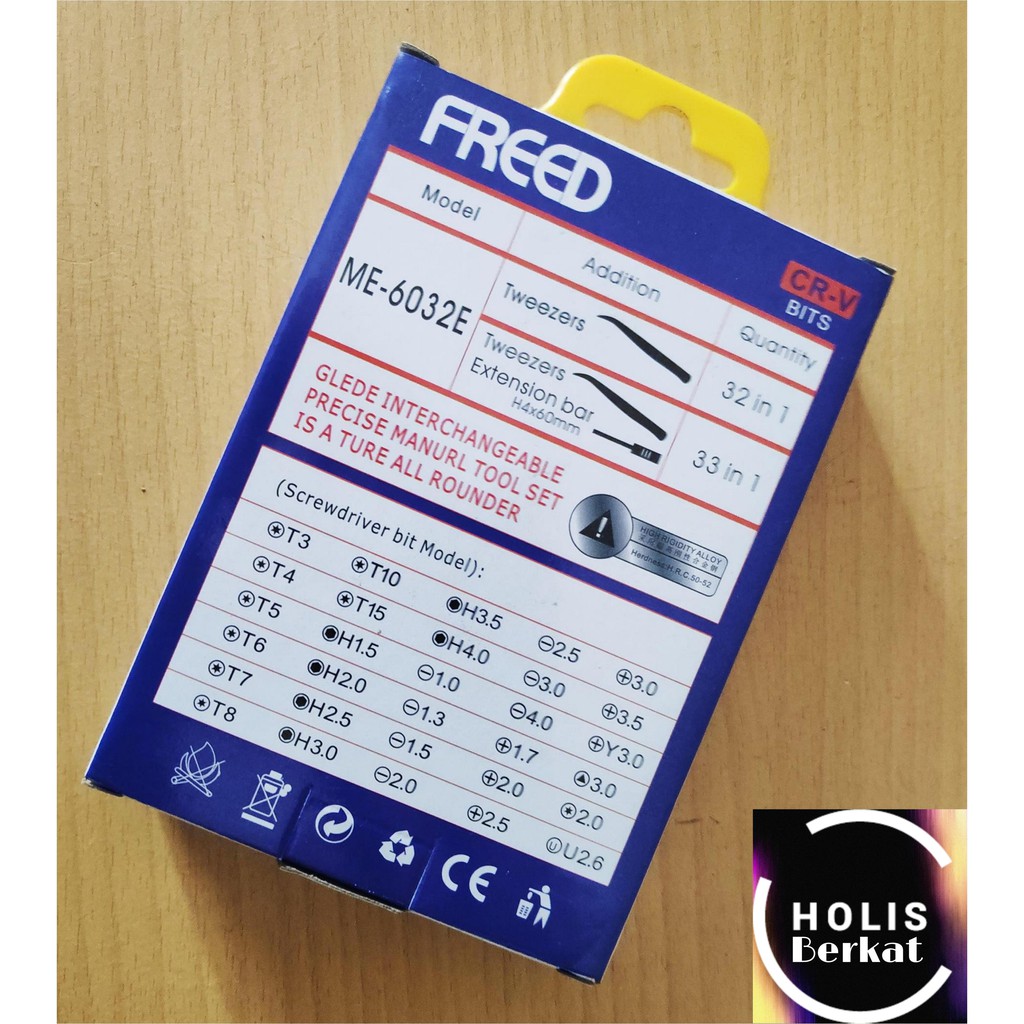 FREED
CR-V
BITS
Model Addition Quantity
ME-6032E
Tweezers 32 in 1
Tweezers
Extension bar
H4x60mm
33 in 1
GLEDE INTERCHANGEABLE
PRECISE MANURL TOOL SET
IS A TURE ALL ROUNDER
HIGH RIGIDITY ALLOY
Herdness:H.R.C,50-52
(Screwdriver bit Model):
T3 T10 H3.5 ⊖2.5 ⊕3.0
T4 T15 H4.0 ⊖3.0 ⊕3.5
T5 H1.5 ⊖1.0 ⊖4.0 Y3.0
T6 H2.0 ⊖1.3 ⊕1.7 ▲3.0
T7 H2.5 ⊖1.5 ⊕2.0 2.0
T8 H3.0 ⊖2.0 ⊕2.5 U2.6
CE
HOLIS
Berkat